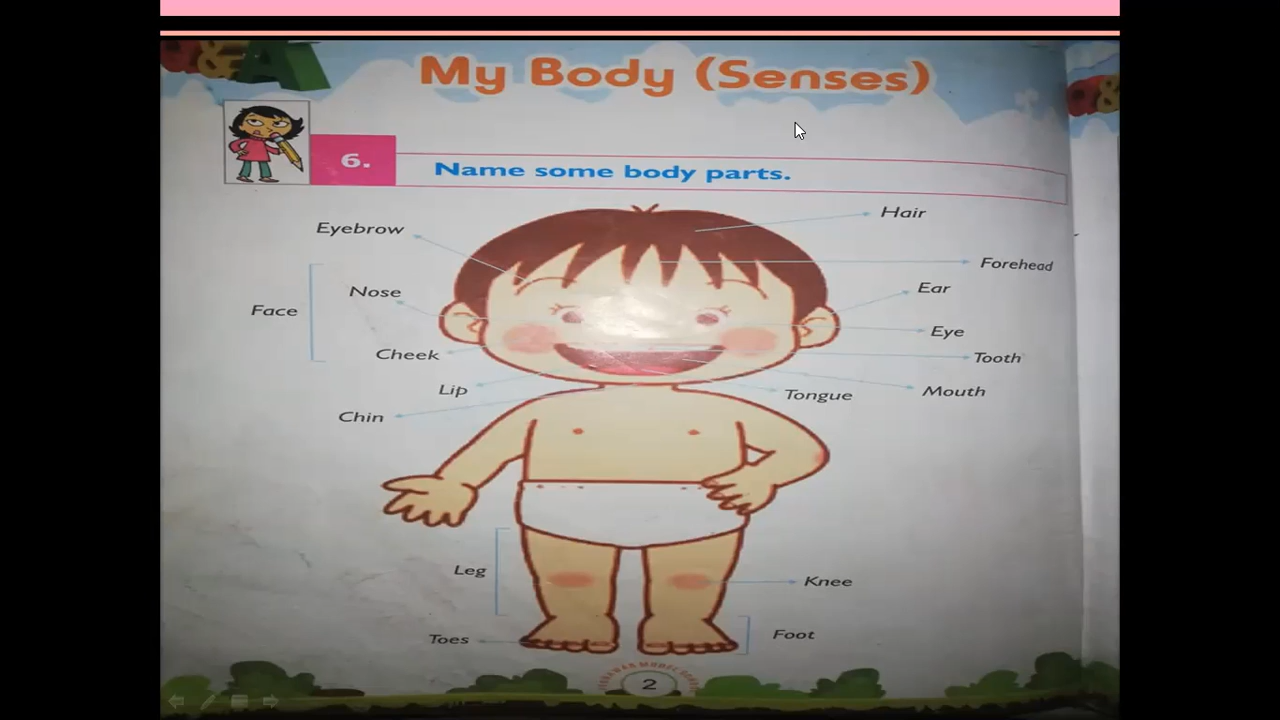 My Body (Senses)
6.
Name some body parts.
Hair
Eyebrow
Forehead
Ear
Nose
Face
Eye
Cheek
Tooth
Lip
Mouth
Tongue
Chin
Leg
Knee
Toes
Foot
2